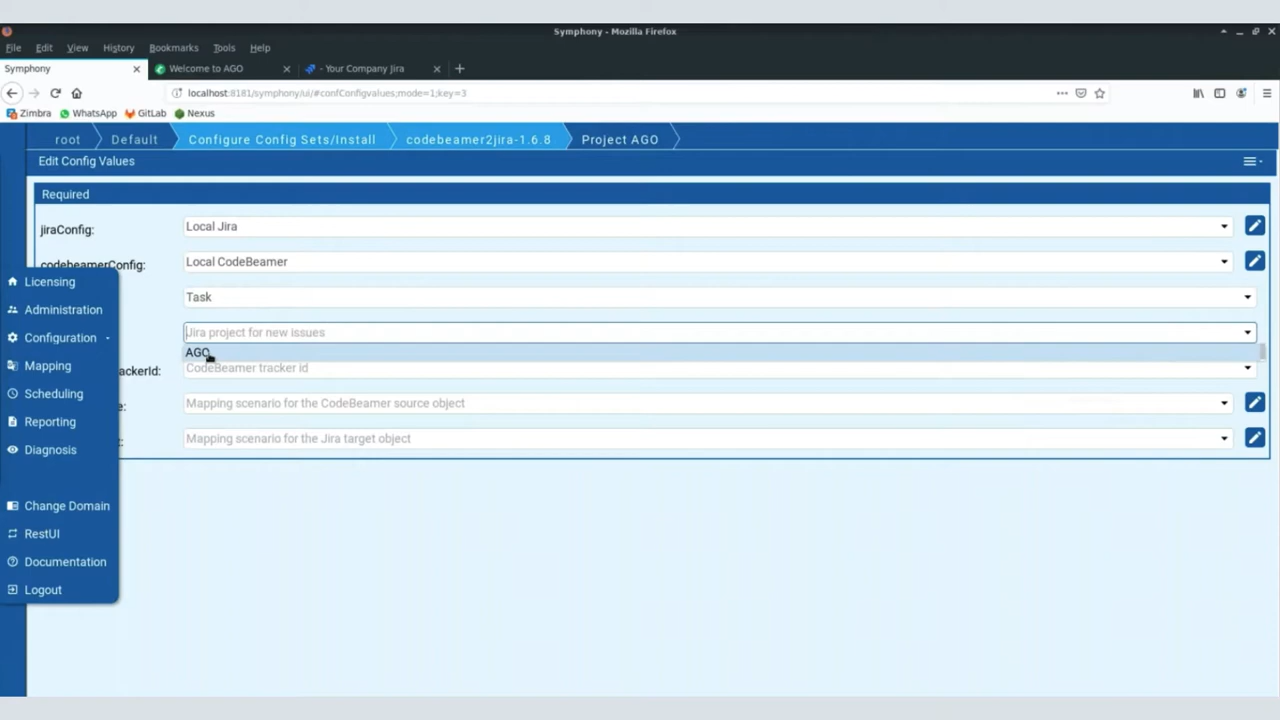 Symphony - Mozilla Firefox
File Edit View History Bookmarks Tools Help
Symphony Welcome to AGO - Your Company Jira
localhost:8181/symphony/ui/#confConfigvalues;mode=1;key=3
Zimbra WhatsApp GitLab Nexus
root Default Configure Config Sets/Install codebeamer2jira-1.6.8 Project AGO
Edit Config Values
Required
jiraConfig: Local Jira
codebeamerConfig: Local CodeBeamer
Licensing
Task
Administration
Jira project for new issues
Configuration
AGO
Mapping
ackerId: CodeBeamer tracker id
Scheduling
e: Mapping scenario for the CodeBeamer source object
Reporting
t: Mapping scenario for the Jira target object
Diagnosis
Change Domain
RestUI
Documentation
Logout